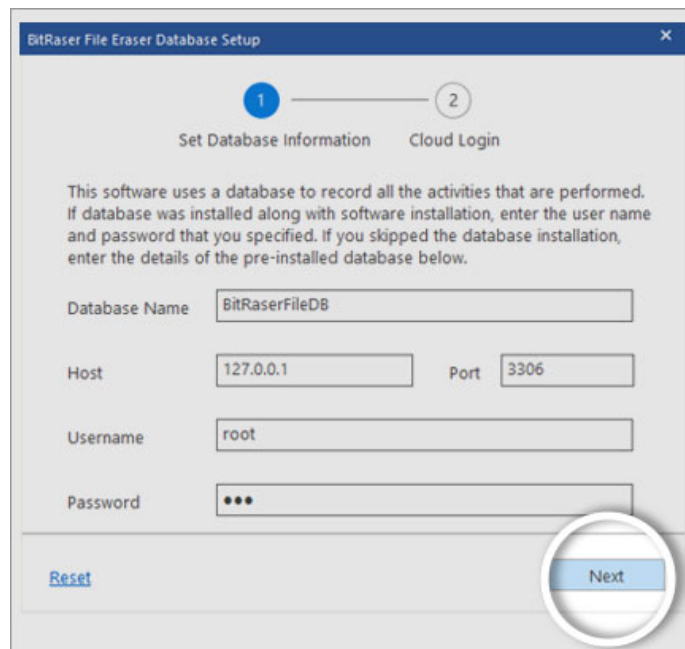 BitRaser File Eraser Database Setup
1 2
Set Database Information Cloud Login
This software uses a database to record all the activities that are performed.
If database was installed along with software installation, enter the user name
and password that you specified. If you skipped the database installation,
enter the details of the pre-installed database below.
Database Name BitRaserFileDB
Host 127.0.0.1 Port 3306
Username root
Password •••
Reset Next